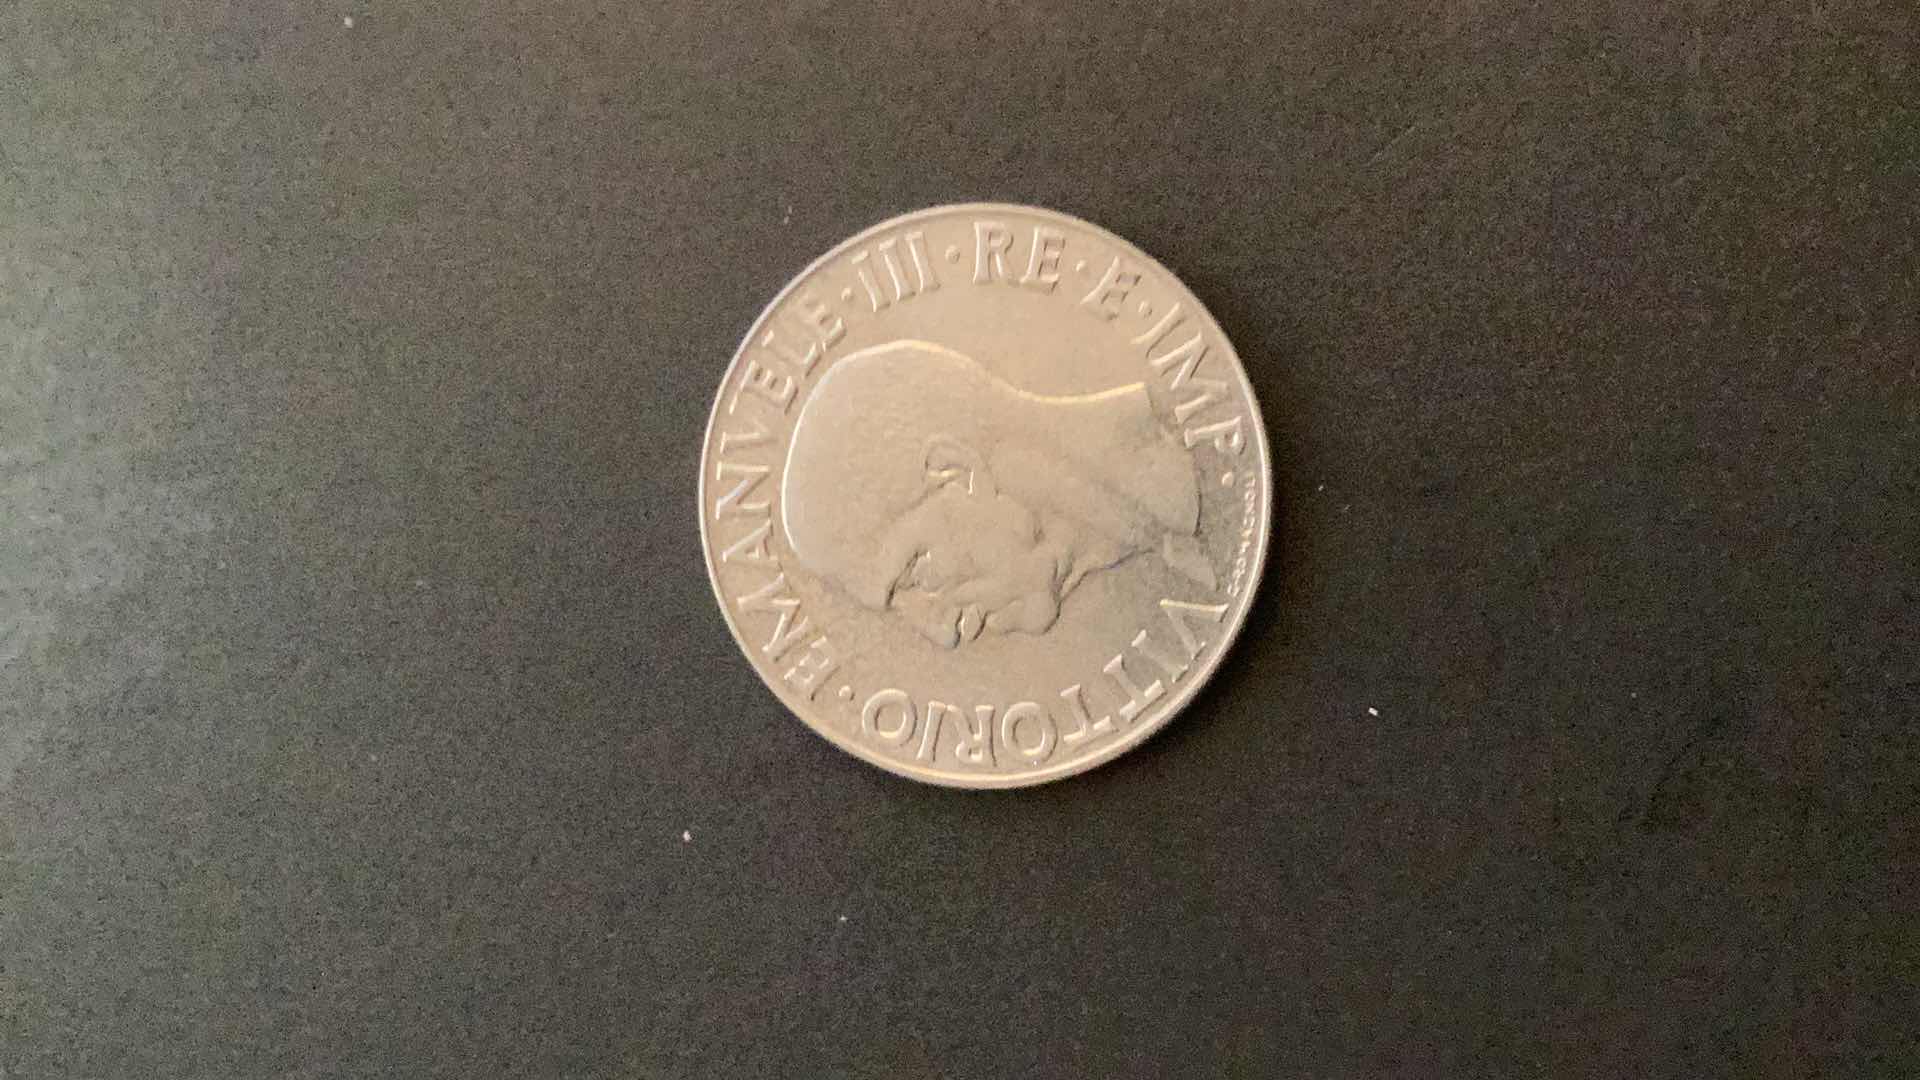 VITTORIO · EMANVELE · III · RE · E · IMP ·